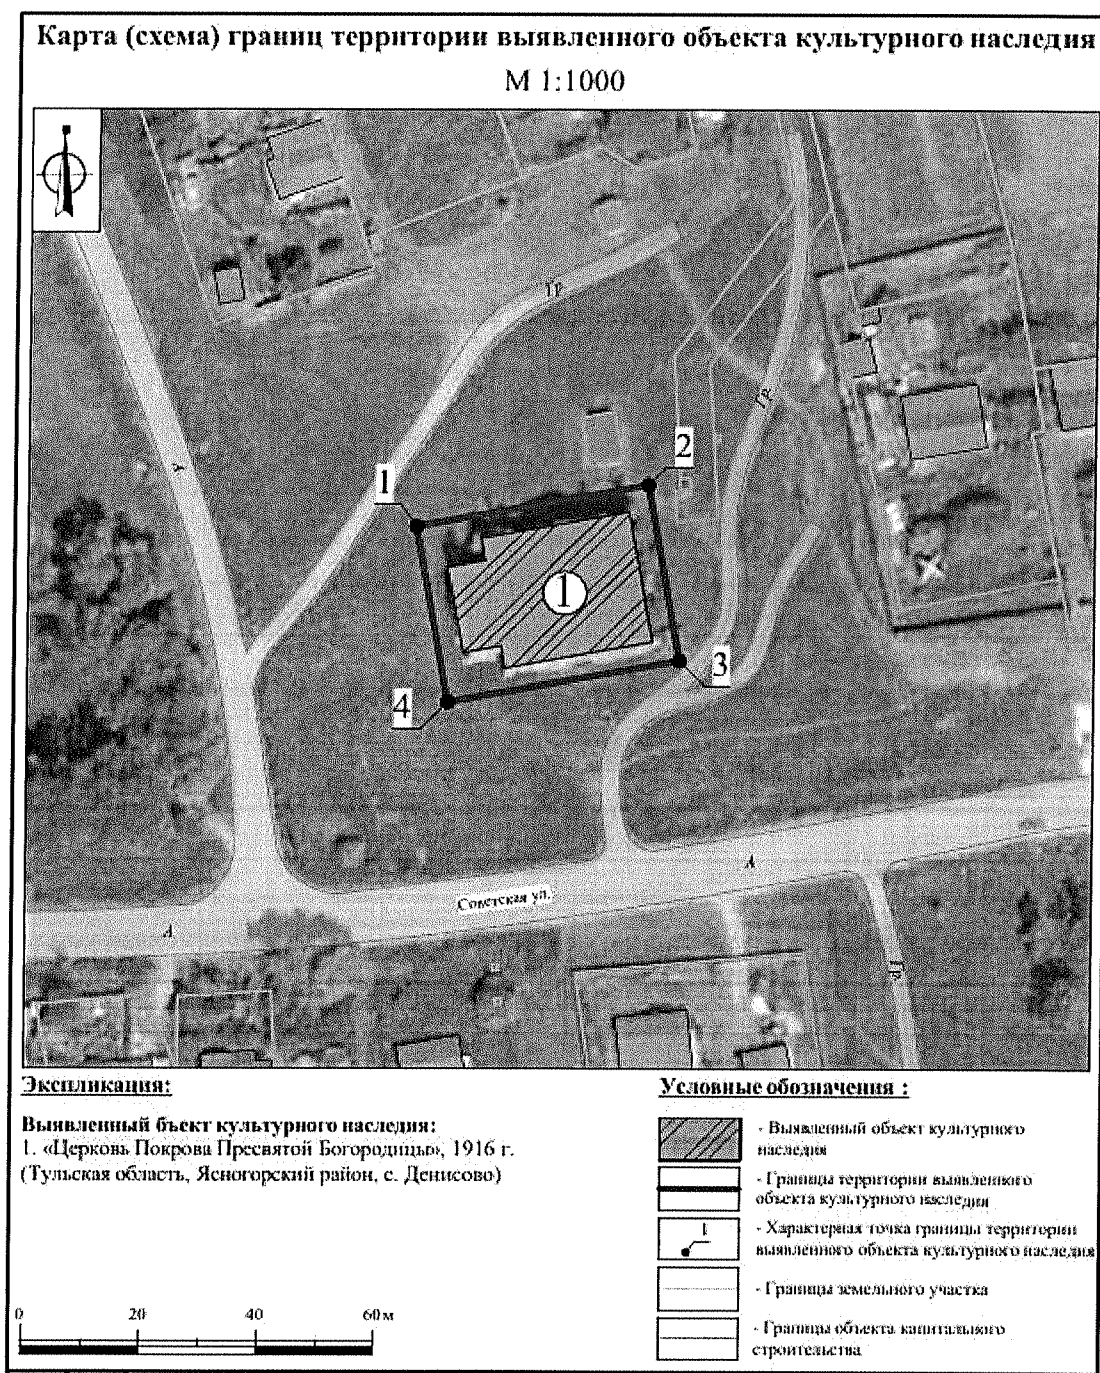 Карта (схема) границ территории выявленного объекта культурного наследия
М 1:1000
ГР.
ГР.
У
1
2
1
3
4
А
Советская ул.
А
ГР.
Экспликация:
Выявленный бъект культурного наследия:
1. «Церковь Покрова Пресвятой Богородицы», 1916 г.
(Тульская область, Ясногорский район, с. Денисово)
0 20 40 60 м
Условные обозначения :
- Выявленный объект культурного
наследия
- Границы территории выявленного
объекта культурного наследия
1
- Характерная точка границы территории
выявленного объекта культурного наследия
- Границы земельного участка
- Границы объекта капитального
строительства